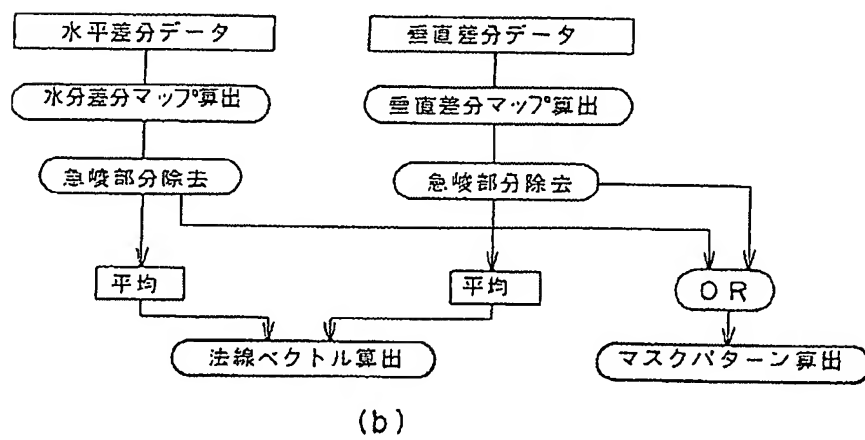 水平差分データ
垂直差分データ
水分差分マップ算出
垂直差分マップ算出
急峻部分除去
急峻部分除去
平均
平均
OR
法線ベクトル算出
マスクパターン算出
(b)